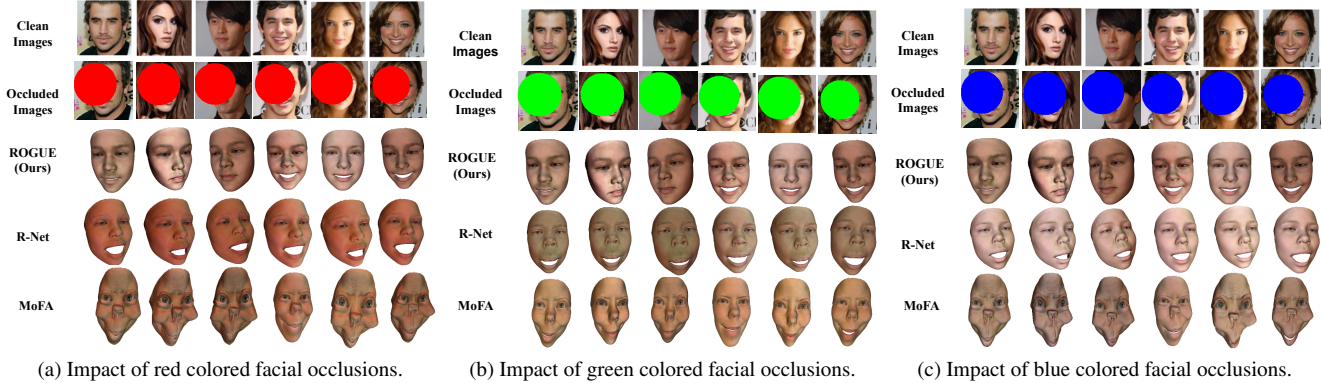 Clean
Images
Occluded
Images
ROGUE
(Ours)
R-Net
MoFA
(a) Impact of red colored facial occlusions.
Clean
Images
Occluded
Images
ROGUE
(Ours)
R-Net
MoFA
(b) Impact of green colored facial occlusions.
Clean
Images
Occluded
Images
ROGUE
(Ours)
R-Net
MoFA
(c) Impact of blue colored facial occlusions.